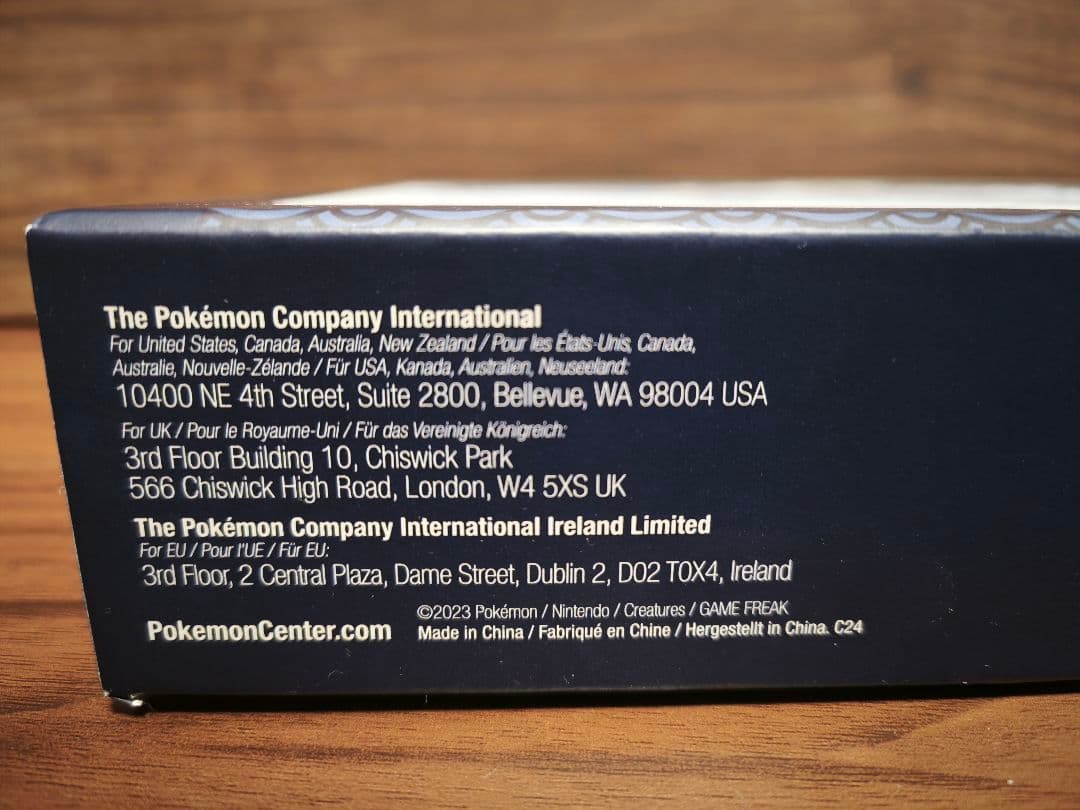 The Pokémon Company International
For United States, Canada, Australia, New Zealand / Pour les États-Unis, Canada,
Australie, Nouvelle-Zélande / Für USA, Kanada, Australien, Neuseeland:
10400 NE 4th Street, Suite 2800, Bellevue, WA 98004 USA
For UK / Pour le Royaume-Uni / Für das Vereinigte Königreich:
3rd Floor Building 10, Chiswick Park
566 Chiswick High Road, London, W4 5XS UK
The Pokémon Company International Ireland Limited
For EU / Pour l'UE / Für EU:
3rd Floor, 2 Central Plaza, Dame Street, Dublin 2, D02 T0X4, Ireland
©2023 Pokémon / Nintendo / Creatures / GAME FREAK
PokemonCenter.com Made in China / Fabriqué en Chine / Hergestellt in China. C24